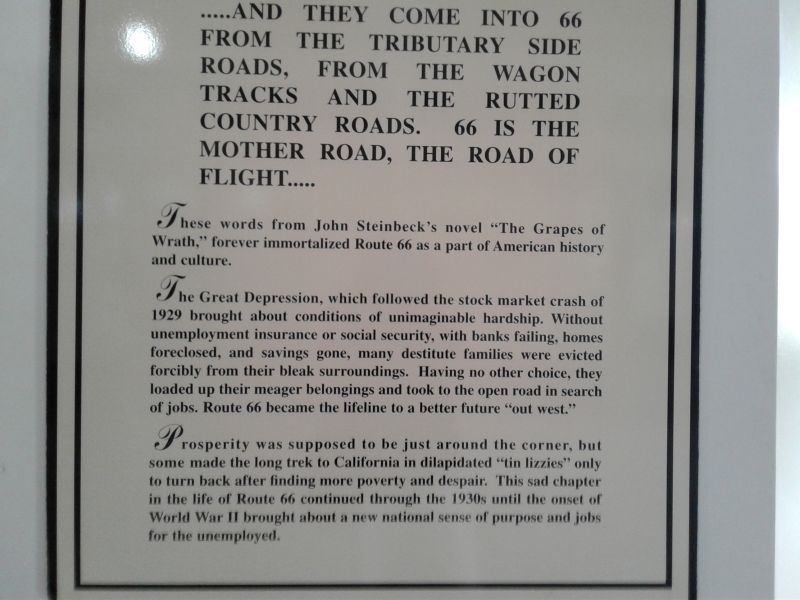 .....AND THEY COME INTO 66
FROM THE TRIBUTARY SIDE
ROADS, FROM THE WAGON
TRACKS AND THE RUTTED
COUNTRY ROADS. 66 IS THE
MOTHER ROAD, THE ROAD OF
FLIGHT.....
These words from John Steinbeck's novel "The Grapes of
Wrath," forever immortalized Route 66 as a part of American history
and culture.
The Great Depression, which followed the stock market crash of
1929 brought about conditions of unimaginable hardship. Without
unemployment insurance or social security, with banks failing, homes
foreclosed, and savings gone, many destitute families were evicted
forcibly from their bleak surroundings. Having no other choice, they
loaded up their meager belongings and took to the open road in search
of jobs. Route 66 became the lifeline to a better future "out west."
Prosperity was supposed to be just around the corner, but
some made the long trek to California in dilapidated "tin lizzies" only
to turn back after finding more poverty and despair. This sad chapter
in the life of Route 66 continued through the 1930s until the onset of
World War II brought about a new national sense of purpose and jobs
for the unemployed.